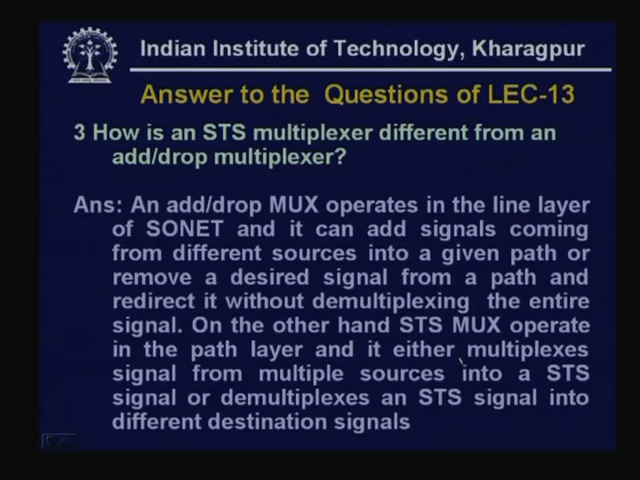 Indian Institute of Technology, Kharagpur
Answer to the Questions of LEC-13
3 How is an STS multiplexer different from an
add/drop multiplexer?
Ans: An add/drop MUX operates in the line layer
of SONET and it can add signals coming
from different sources into a given path or
remove a desired signal from a path and
redirect it without demultiplexing the entire
signal. On the other hand STS MUX operate
in the path layer and it either multiplexes
signal from multiple sources into a STS
signal or demultiplexes an STS signal into
different destination signals